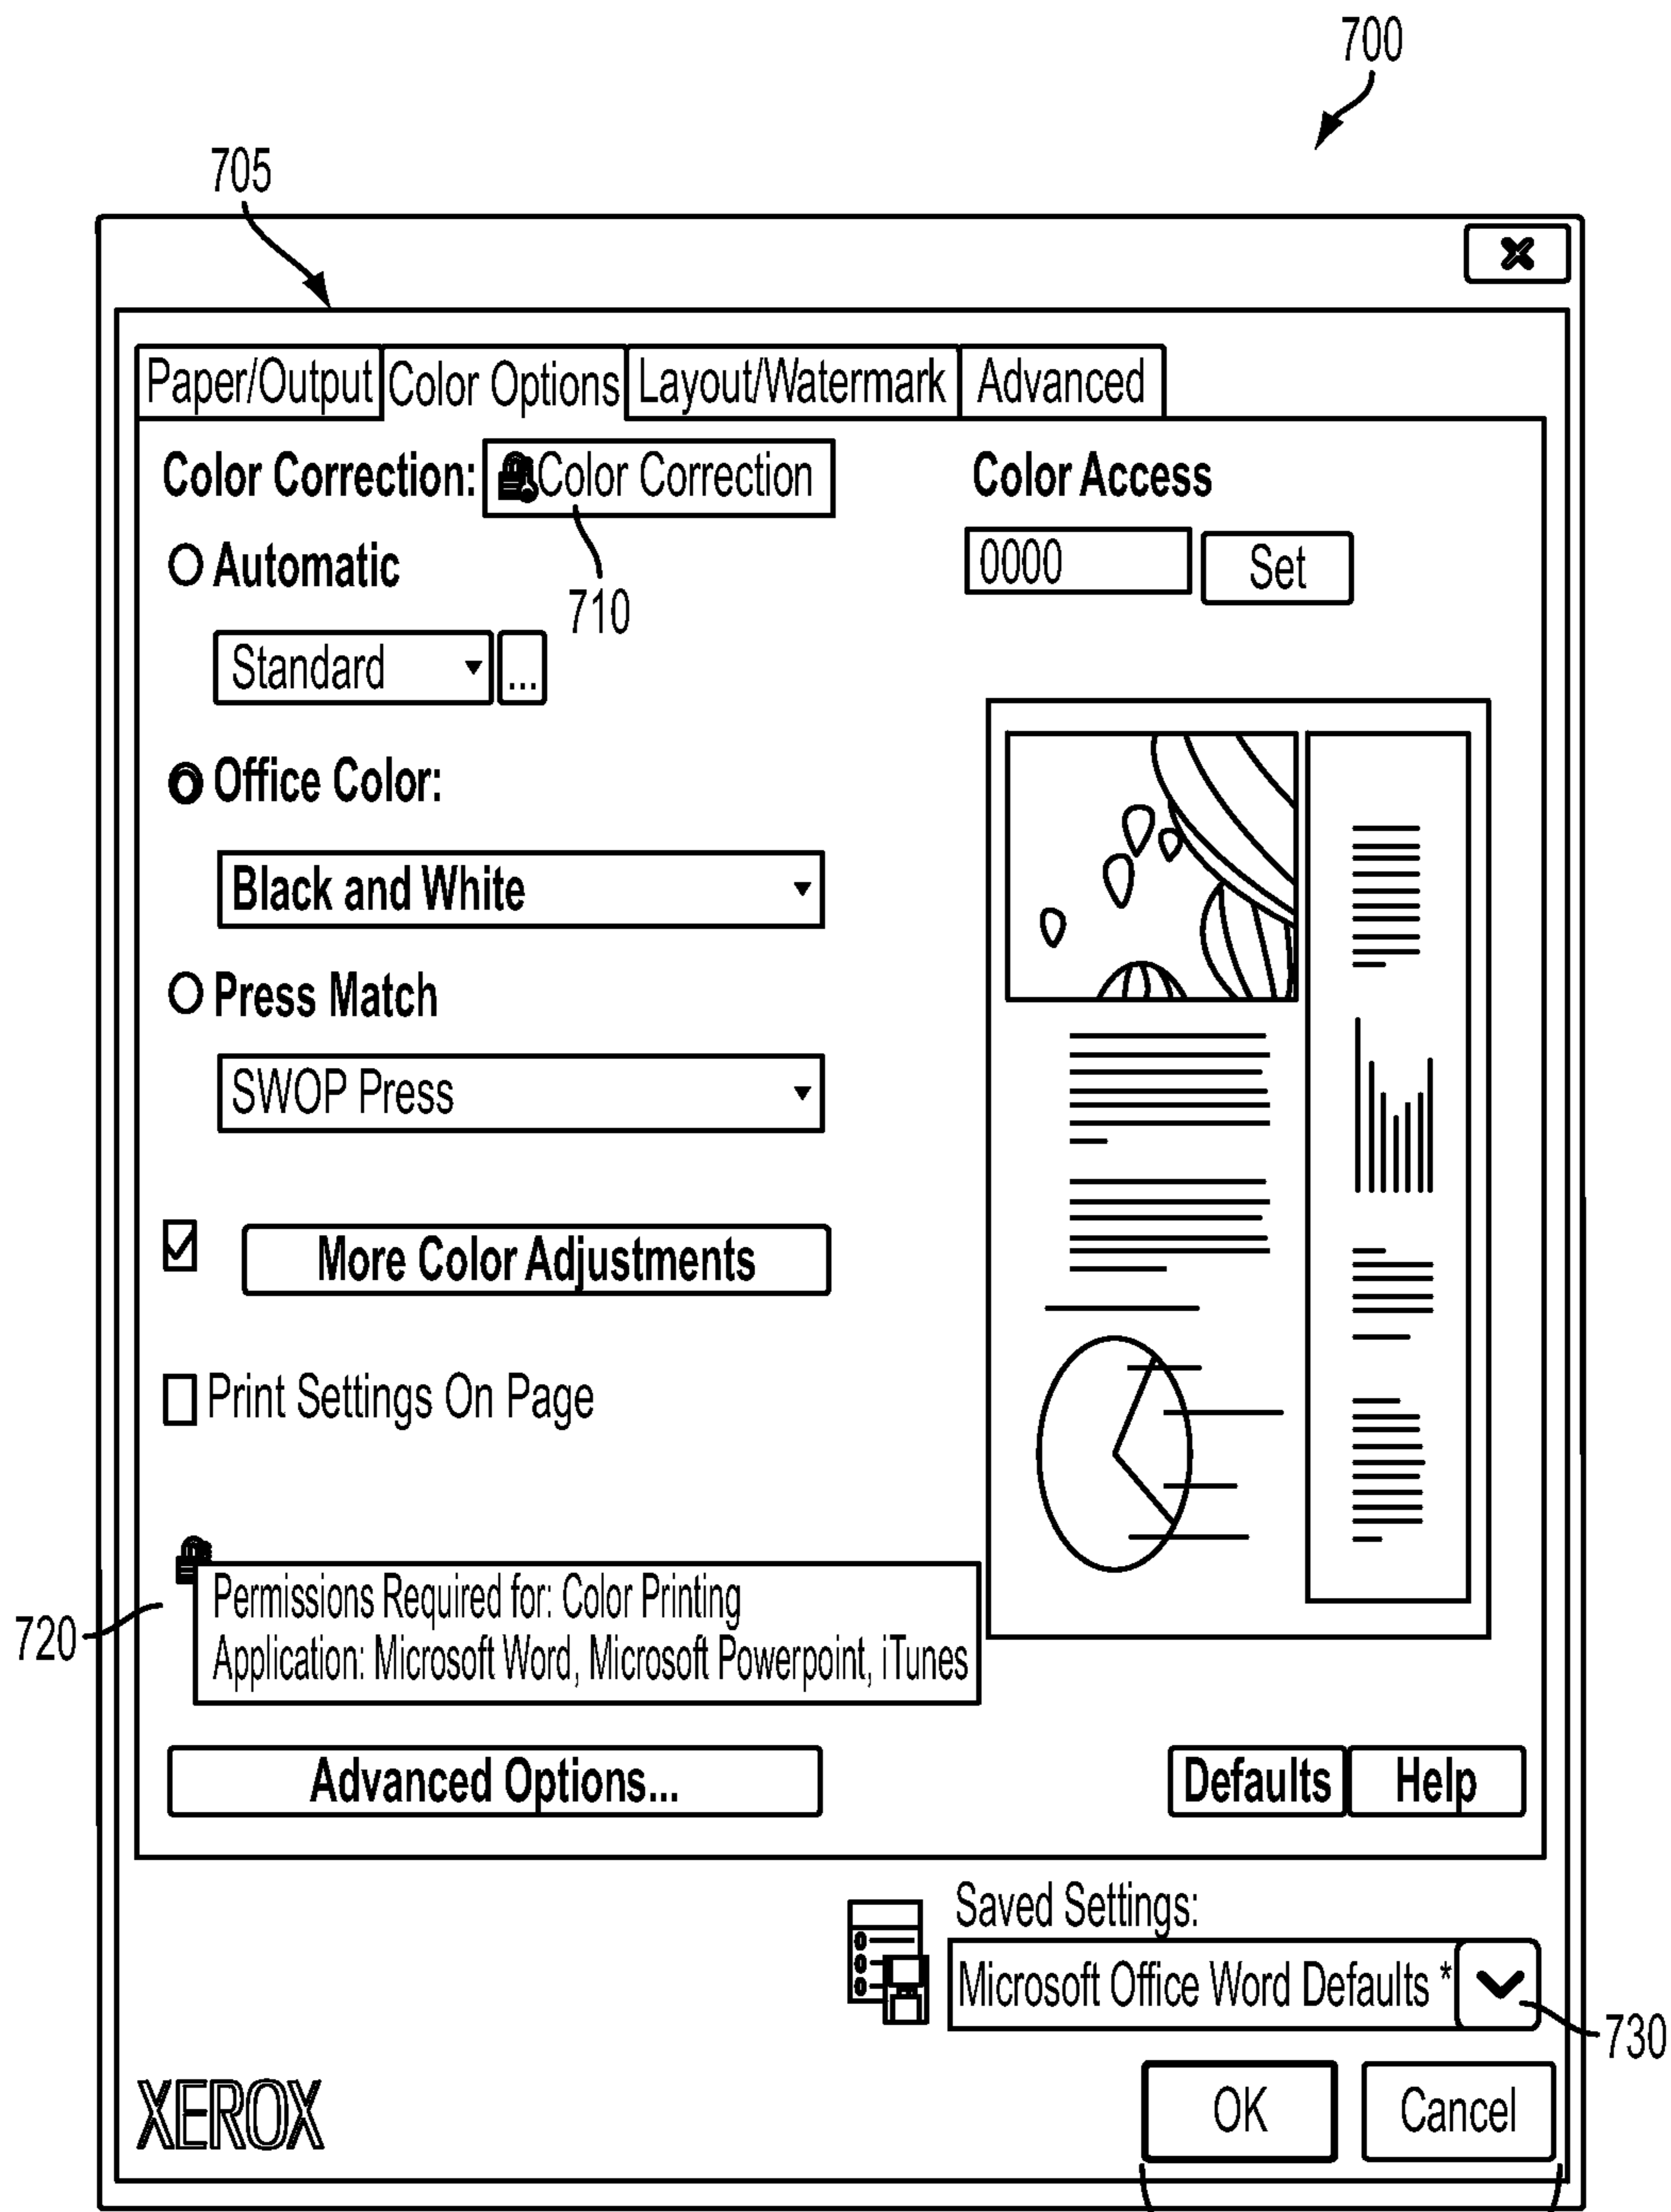 700
705
Paper/Output Color Options Layout/Watermark Advanced
Color Correction: Color Correction
710
Color Access
0000 Set
Automatic
Standard ...
Office Color:
Black and White
Press Match
SWOP Press
More Color Adjustments
Print Settings On Page
720
Permissions Required for: Color Printing
Application: Microsoft Word, Microsoft Powerpoint, iTunes
Advanced Options... Defaults Help
Saved Settings:
Microsoft Office Word Defaults *
730
XEROX OK Cancel